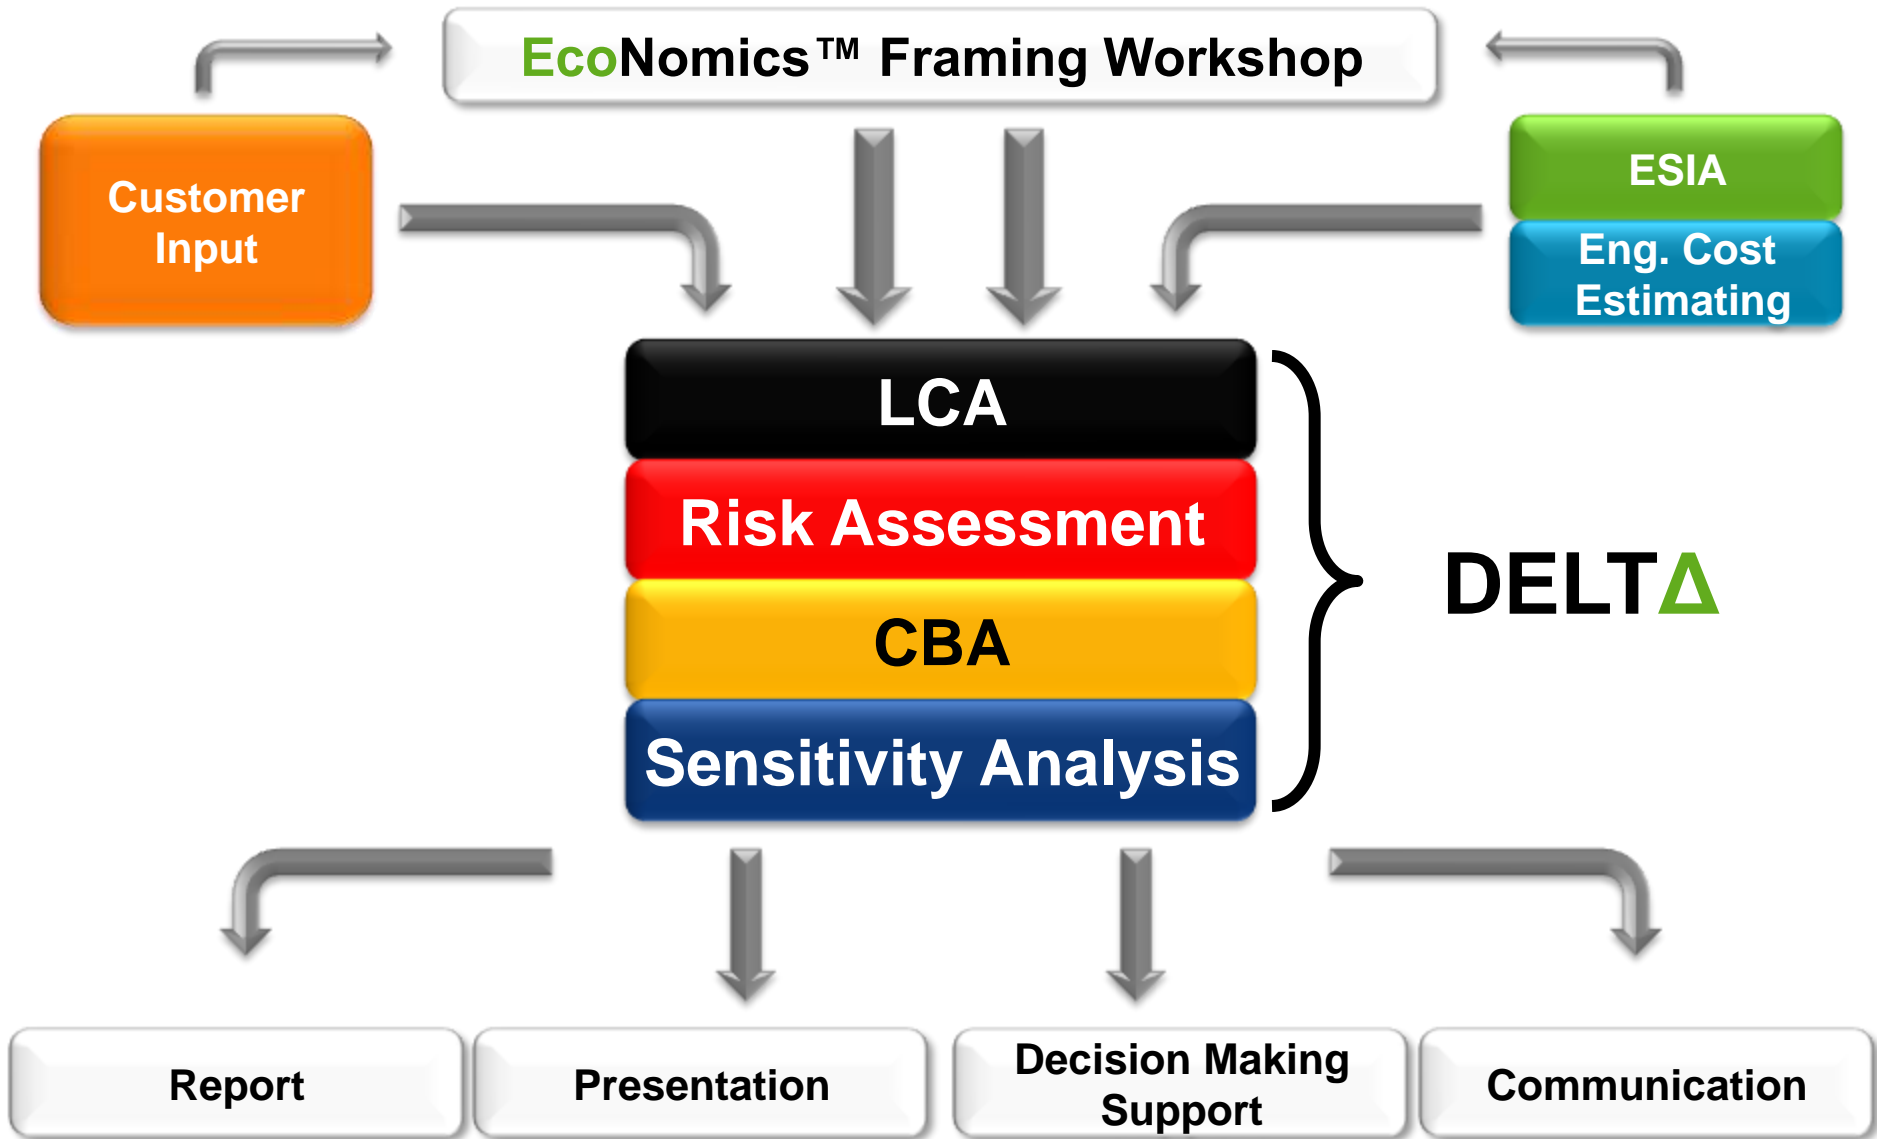 EcoNomics™ Framing Workshop
Customer
Input
ESIA
Eng. Cost
Estimating
LCA
Risk Assessment
CBA
Sensitivity Analysis
DELTΔ
Report
Presentation
Decision Making
Support
Communication